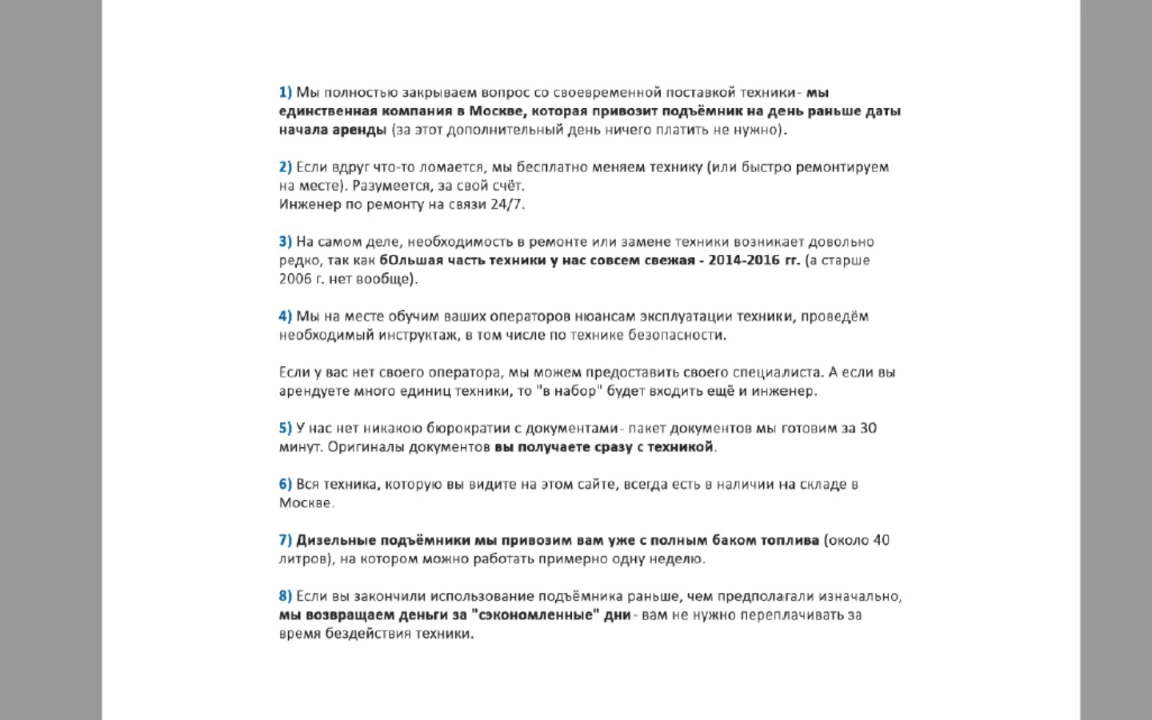 1) Мы полностью закрываем вопрос со своевременной поставкой техники- мы
единственная компания в Москве, которая привозит подъёмник на день раньше даты
начала аренды (за этот дополнительный день ничего платить не нужно).
2) Если вдруг что-то ломается, мы бесплатно меняем технику (или быстро ремонтируем
на месте). Разумеется, за свой счёт.
Инженер по ремонту на связи 24/7.
3) На самом деле, необходимость в ремонте или замене техники возникает довольно
редко, так как бОльшая часть техники у нас совсем свежая - 2014-2016 гг. (а старше
2006 г. нет вообще).
4) Мы на месте обучим ваших операторов нюансам эксплуатации техники, проведём
необходимый инструктаж, в том числе по технике безопасности.
Если у вас нет своего оператора, мы можем предоставить своего специалиста. А если вы
арендуете много единиц техники, то "в набор" будет входить ещё и инженер.
5) У нас нет никакою бюрократии с документами- пакет документов мы готовим за 30
минут. Оригиналы документов вы получаете сразу с техникой.
6) Вся техника, которую вы видите на этом сайте, всегда есть в наличии на складе в
Москве.
7) Дизельные подъёмники мы привозим вам уже с полным баком топлива (около 40
литров), на котором можно работать примерно одну неделю.
8) Если вы закончили использование подъёмника раньше, чем предполагали изначально,
мы возвращаем деньги за "сэкономленные" дни- вам не нужно переплачивать за
время бездействия техники.